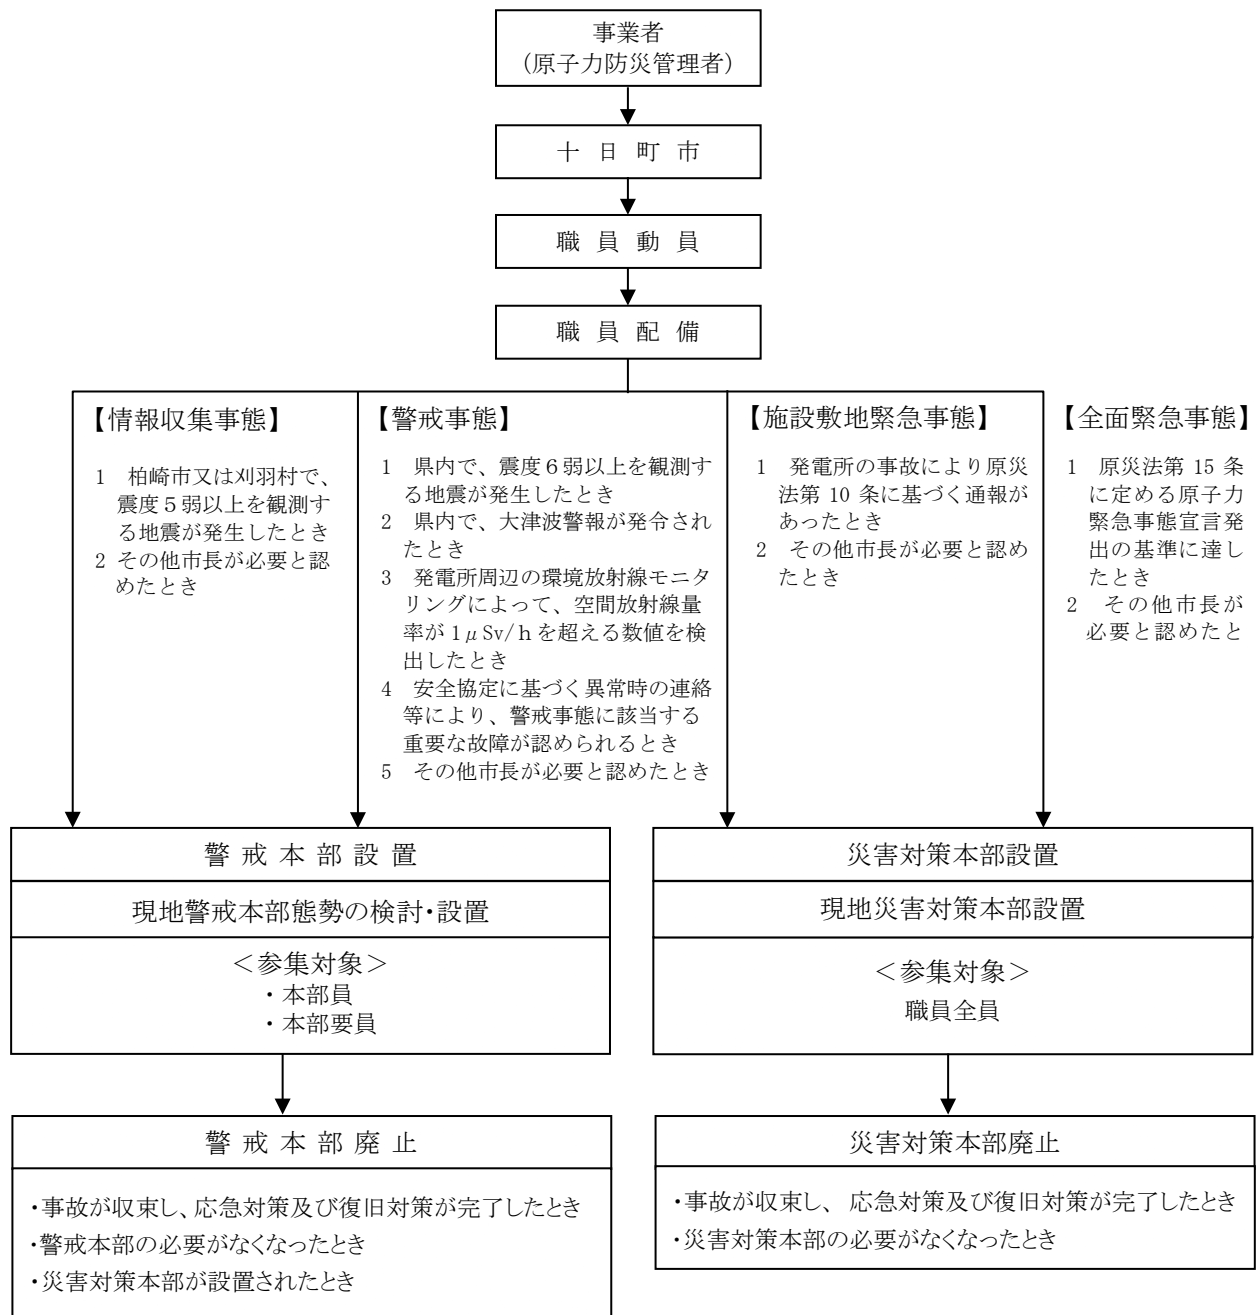 事業者
(原子力防災管理者)
十 日 町 市
職 員 動 員
職 員 配 備
【情報収集事態】
1 柏崎市又は刈羽村で、
震度５弱以上を観測す
る地震が発生したとき
2 その他市長が必要と認
めたとき
【警戒事態】
1 県内で、震度６弱以上を観測す
る地震が発生したとき
2 県内で、大津波警報が発令され
たとき
3 発電所周辺の環境放射線モニタ
リングによって、空間放射線量
率が 1μSv/ｈを超える数値を検
出したとき
4 安全協定に基づく異常時の連絡
等により、警戒事態に該当する
重要な故障が認められるとき
5 その他市長が必要と認めたとき
【施設敷地緊急事態】
1 発電所の事故により原災
法第 10 条に基づく通報が
あったとき
2 その他市長が必要と認め
たとき
【全面緊急事態】
1 原災法第 15 条
に定める原子力
緊急事態宣言発
出の基準に達し
たとき
2 その他市長が
必要と認めたと
警 戒 本 部 設 置
現地警戒本部態勢の検討・設置
＜参集対象＞
・本部員
・本部要員
災害対策本部設置
現地災害対策本部設置
＜参集対象＞
職員全員
警 戒 本 部 廃 止
・事故が収束し、応急対策及び復旧対策が完了したとき
・警戒本部の必要がなくなったとき
・災害対策本部が設置されたとき
災害対策本部廃止
・事故が収束し、 応急対策及び復旧対策が完了したとき
・災害対策本部の必要がなくなったとき